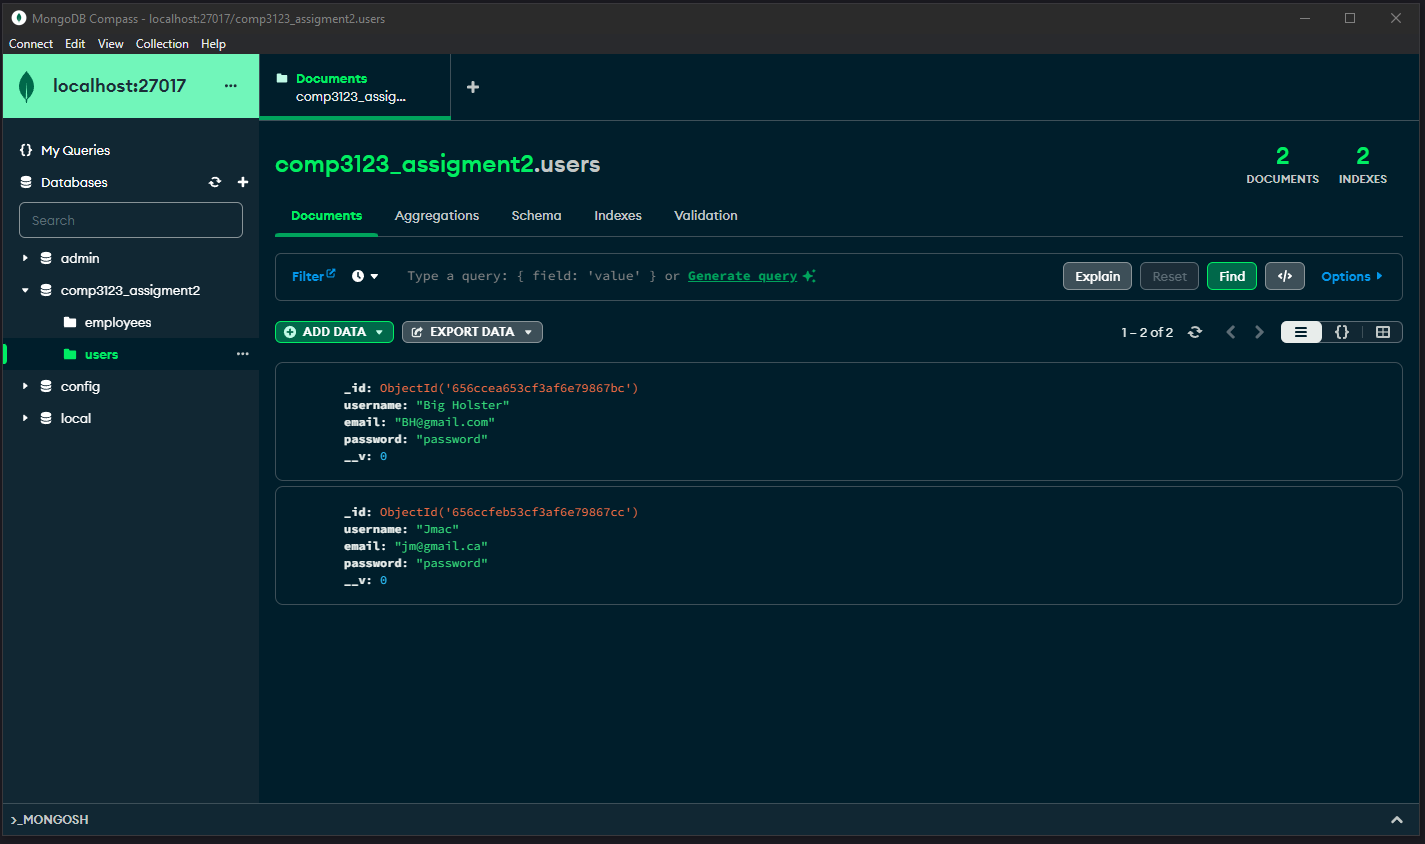 MongoDB Compass - localhost:27017/comp3123_assigment2.users
Connect Edit View Collection Help
localhost:27017 ...
Documents
comp3123_assig...
{} My Queries
Databases
Search
admin
comp3123_assigment2
employees
users ...
config
local
comp3123_assigment2.users
2
DOCUMENTS
2
INDEXES
Documents Aggregations Schema Indexes Validation
Filter Type a query: { field: 'value' } or Generate query Explain Reset Find </> Options
ADD DATA EXPORT DATA 1 – 2 of 2 {}
_id: ObjectId('656ccea653cf3af6e79867bc')
username: "Big Holster"
email: "BH@gmail.com"
password: "password"
__v: 0
_id: ObjectId('656ccfeb53cf3af6e79867cc')
username: "Jmac"
email: "jm@gmail.ca"
password: "password"
__v: 0
>_MONGOSH